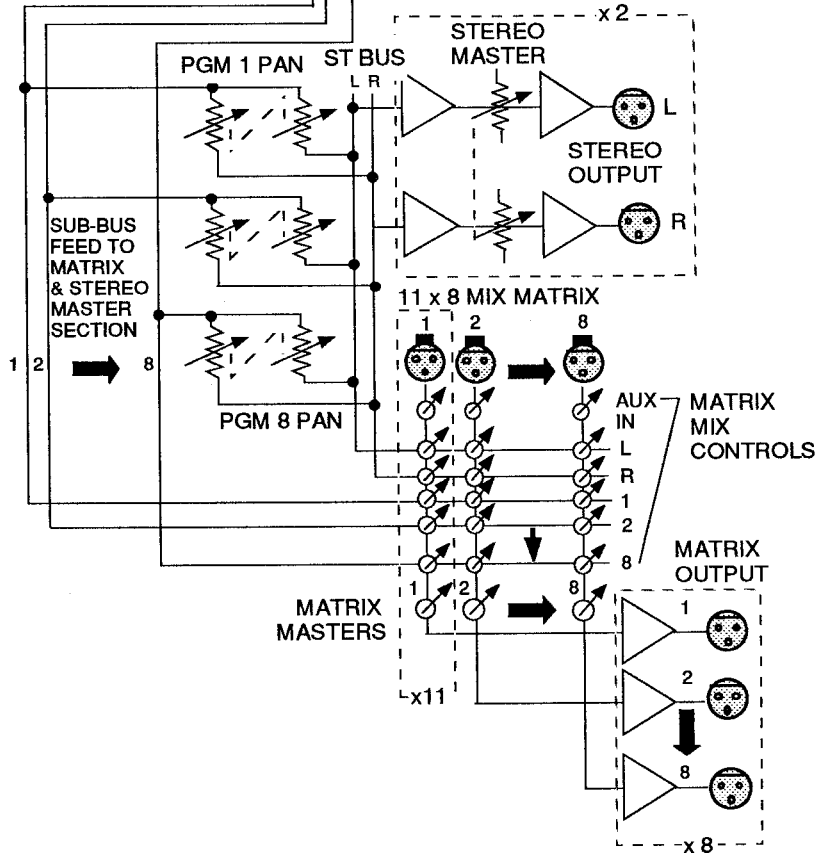 x 2
STEREO
MASTER
PGM 1 PAN
ST BUS
L R
L
STEREO
OUTPUT
R
SUB-BUS
FEED TO
MATRIX
& STEREO
MASTER
SECTION
1 2 8
PGM 8 PAN
11 x 8 MIX MATRIX
1 2 8
AUX
IN
L
R
1
2
8
MATRIX
MIX
CONTROLS
MATRIX
MASTERS
1 2 8
x11
MATRIX
OUTPUT
1
2
8
x 8